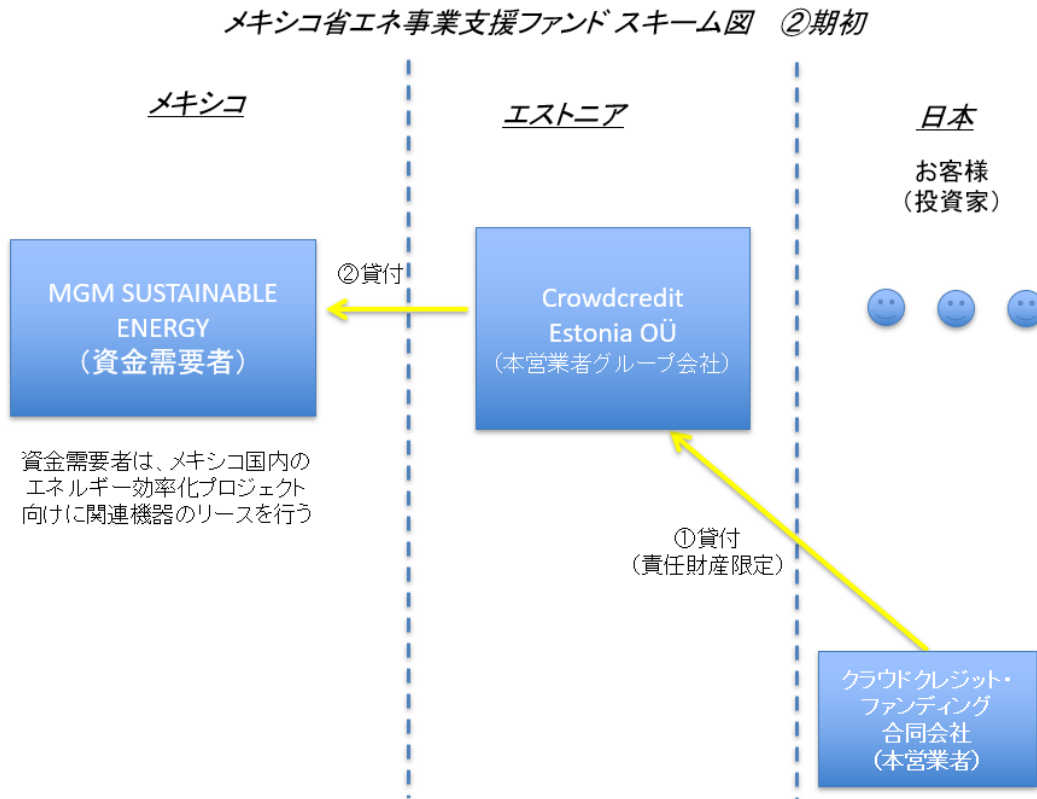 メキシコ省エネ事業支援ファンド スキーム図　②期初
メキシコ
エストニア
日本
お客様
（投資家）
MGM SUSTAINABLE
ENERGY
（資金需要者）
②貸付
Crowdcredit
Estonia OÜ
（本営業者グループ会社）
資金需要者は、メキシコ国内の
エネルギー効率化プロジェクト
向けに関連機器のリースを行う
①貸付
（責任財産限定）
クラウドクレジット・
ファンディング
合同会社
（本営業者）